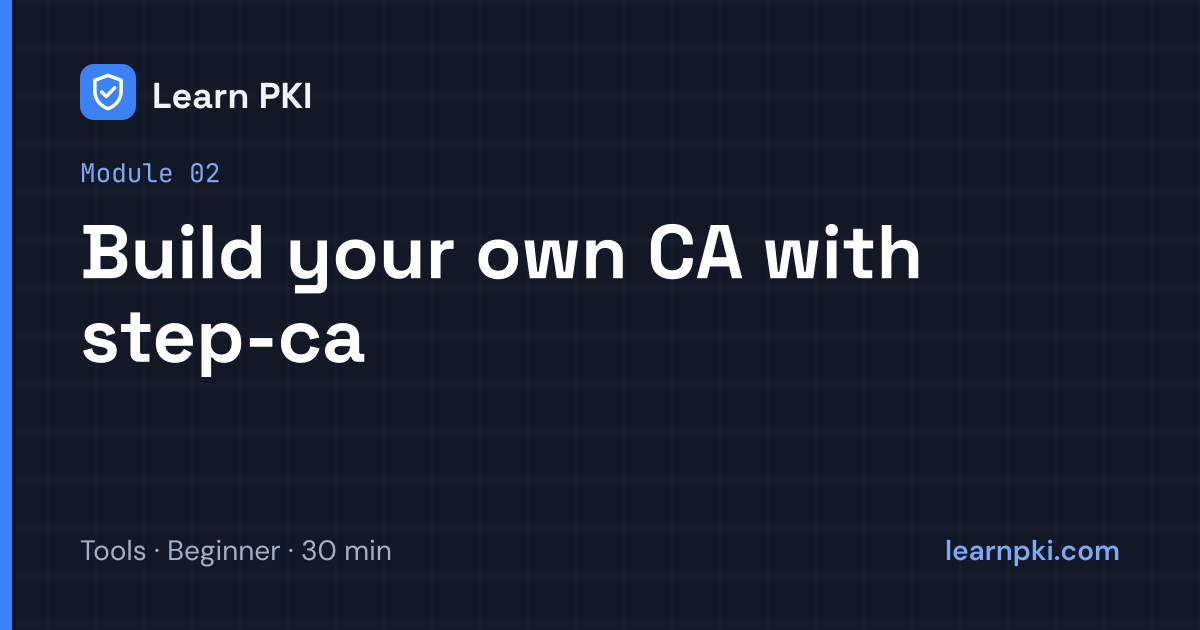 Learn PKI
Module 02
Build your own CA with
step-ca
Tools · Beginner · 30 min
learnpki.com